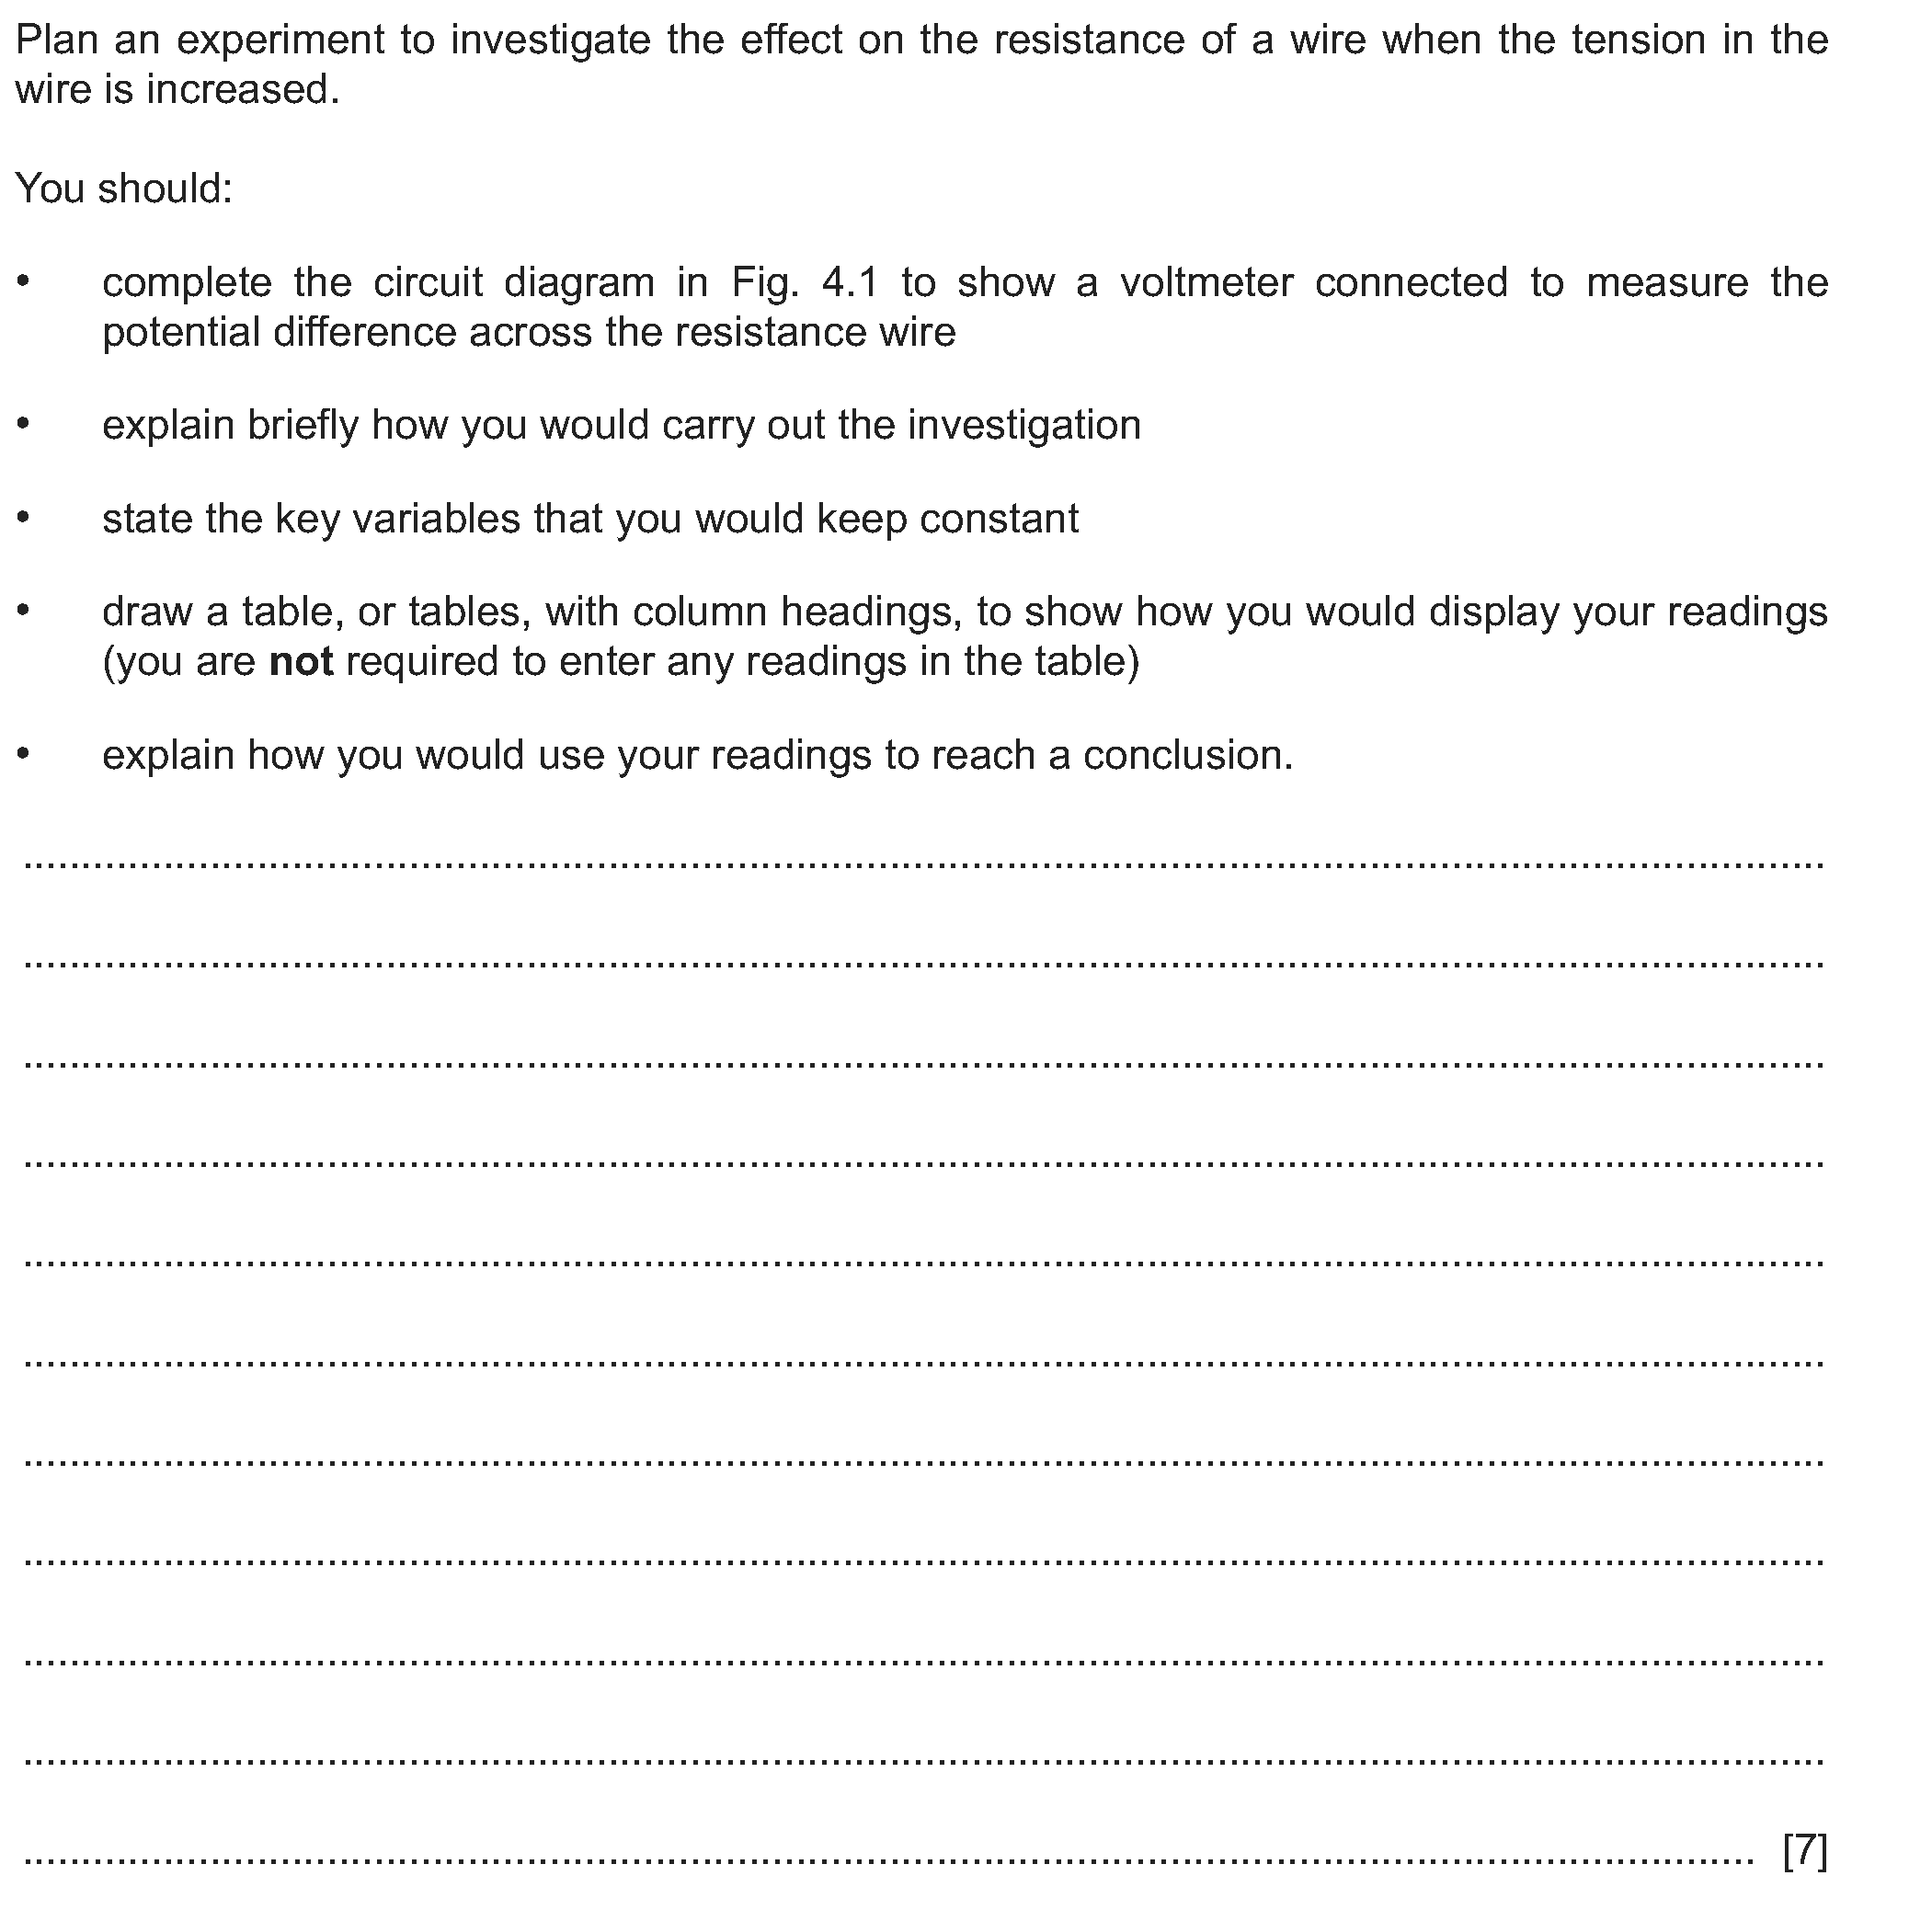 Plan an experiment to investigate the effect on the resistance of a wire when the tension in the
wire is increased.
You should:
• complete the circuit diagram in Fig. 4.1 to show a voltmeter connected to measure the
potential difference across the resistance wire
• explain briefly how you would carry out the investigation
• state the key variables that you would keep constant
• draw a table, or tables, with column headings, to show how you would display your readings
(you are not required to enter any readings in the table)
• explain how you would use your readings to reach a conclusion.
[7]